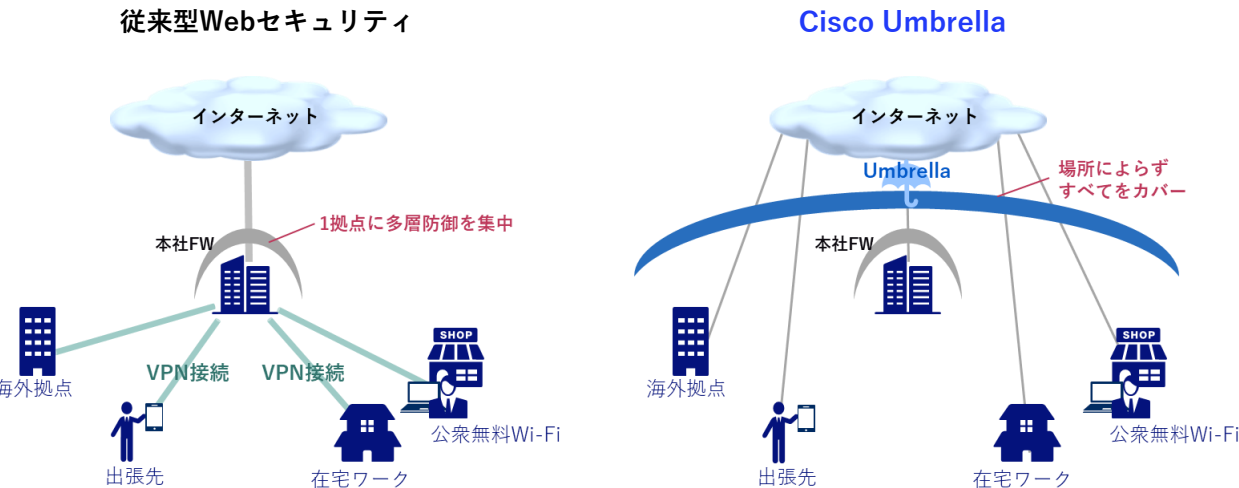 従来型Webセキュリティ
インターネット
1拠点に多層防御を集中
本社FW
VPN接続
VPN接続
SHOP
海外拠点
公衆無料Wi-Fi
出張先
在宅ワーク
Cisco Umbrella
インターネット
Umbrella
場所によらず
すべてをカバー
本社FW
SHOP
海外拠点
公衆無料Wi-Fi
出張先
在宅ワーク